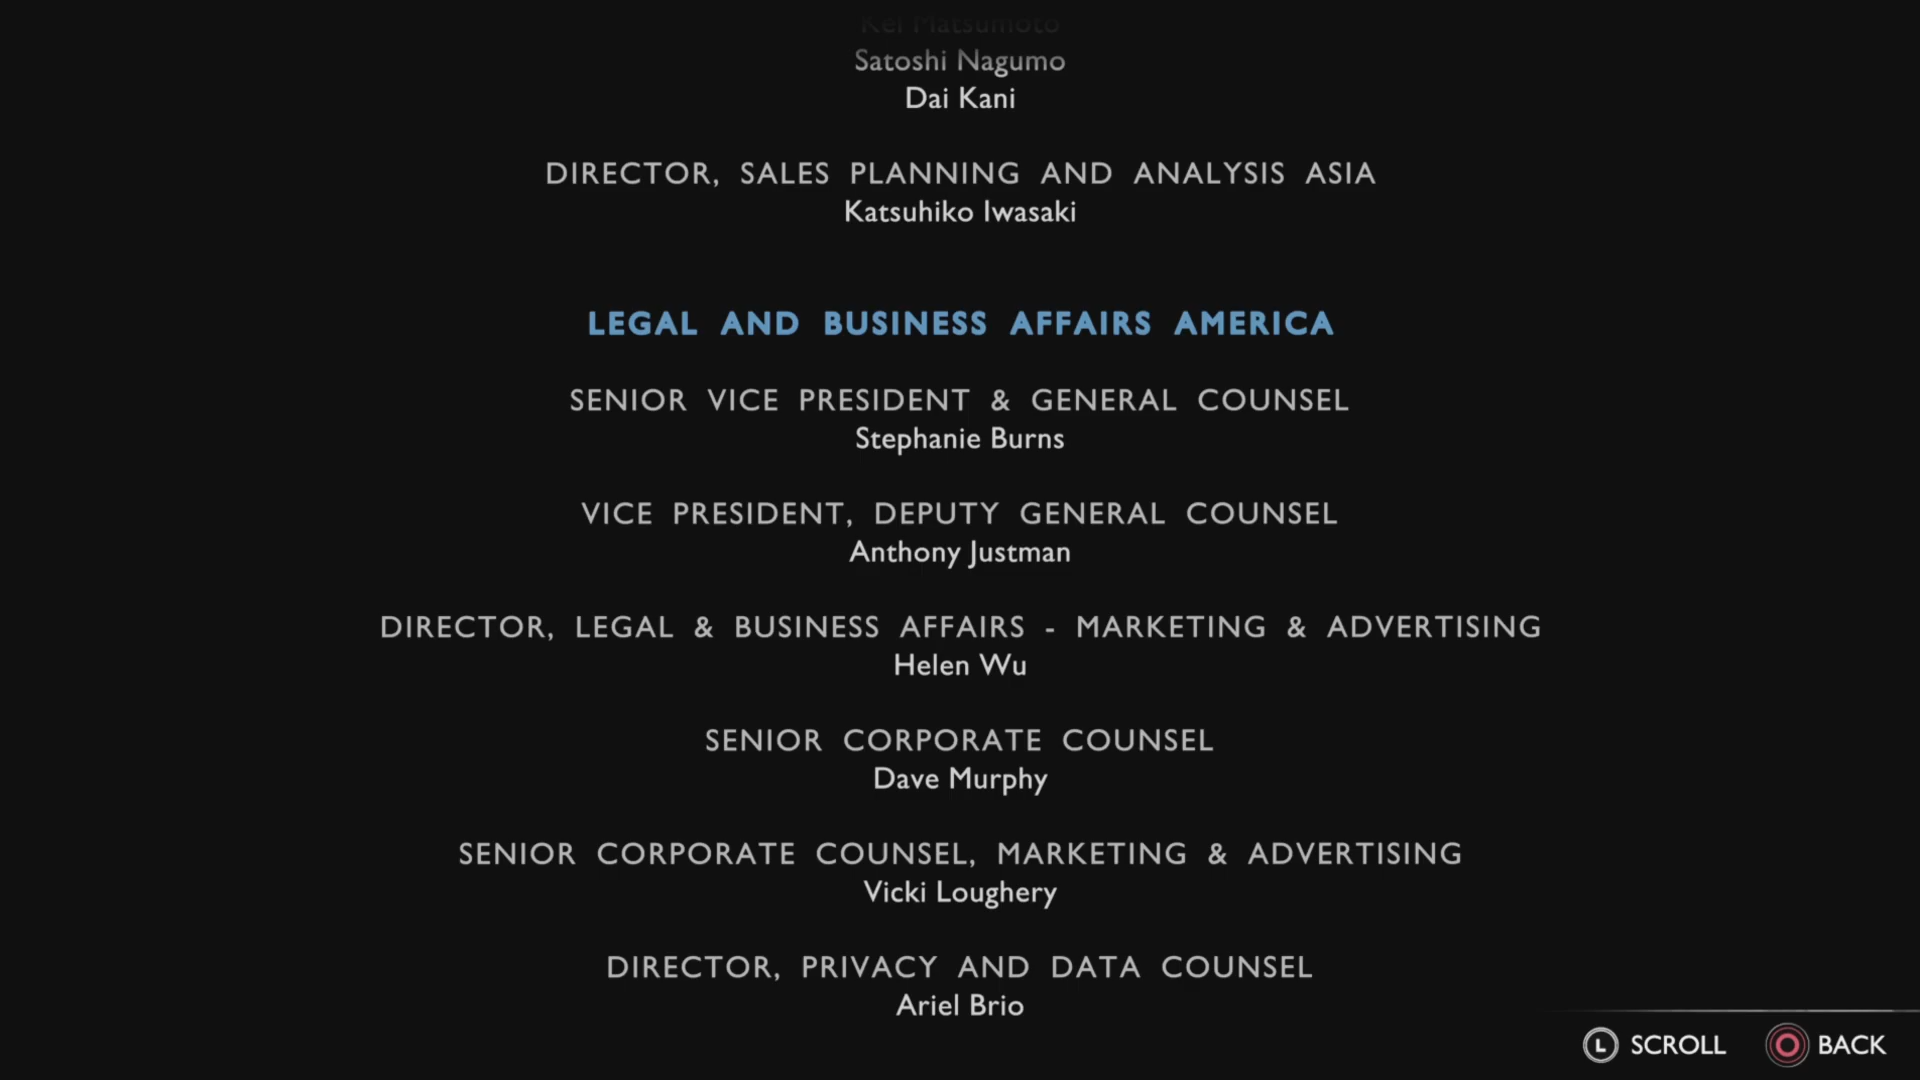 Kei Matsumoto
Satoshi Nagumo
Dai Kani
DIRECTOR, SALES PLANNING AND ANALYSIS ASIA
Katsuhiko Iwasaki
LEGAL AND BUSINESS AFFAIRS AMERICA
SENIOR VICE PRESIDENT & GENERAL COUNSEL
Stephanie Burns
VICE PRESIDENT, DEPUTY GENERAL COUNSEL
Anthony Justman
DIRECTOR, LEGAL & BUSINESS AFFAIRS - MARKETING & ADVERTISING
Helen Wu
SENIOR CORPORATE COUNSEL
Dave Murphy
SENIOR CORPORATE COUNSEL, MARKETING & ADVERTISING
Vicki Loughery
DIRECTOR, PRIVACY AND DATA COUNSEL
Ariel Brio
L SCROLL BACK